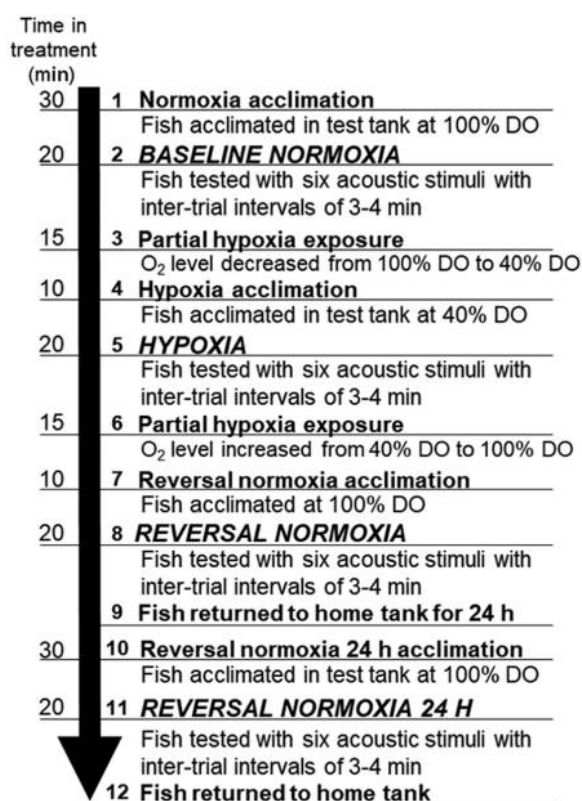 Time in
treatment
(min)
30 1 Normoxia acclimation
Fish acclimated in test tank at 100% DO
20 2 BASELINE NORMOXIA
Fish tested with six acoustic stimuli with
inter-trial intervals of 3-4 min
15 3 Partial hypoxia exposure
O₂ level decreased from 100% DO to 40% DO
10 4 Hypoxia acclimation
Fish acclimated in test tank at 40% DO
20 5 HYPOXIA
Fish tested with six acoustic stimuli with
inter-trial intervals of 3-4 min
15 6 Partial hypoxia exposure
O₂ level increased from 40% DO to 100% DO
10 7 Reversal normoxia acclimation
Fish acclimated at 100% DO
20 8 REVERSAL NORMOXIA
Fish tested with six acoustic stimuli with
inter-trial intervals of 3-4 min
9 Fish returned to home tank for 24 h
30 10 Reversal normoxia 24 h acclimation
Fish acclimated in test tank at 100% DO
20 11 REVERSAL NORMOXIA 24 H
Fish tested with six acoustic stimuli with
inter-trial intervals of 3-4 min
12 Fish returned to home tank